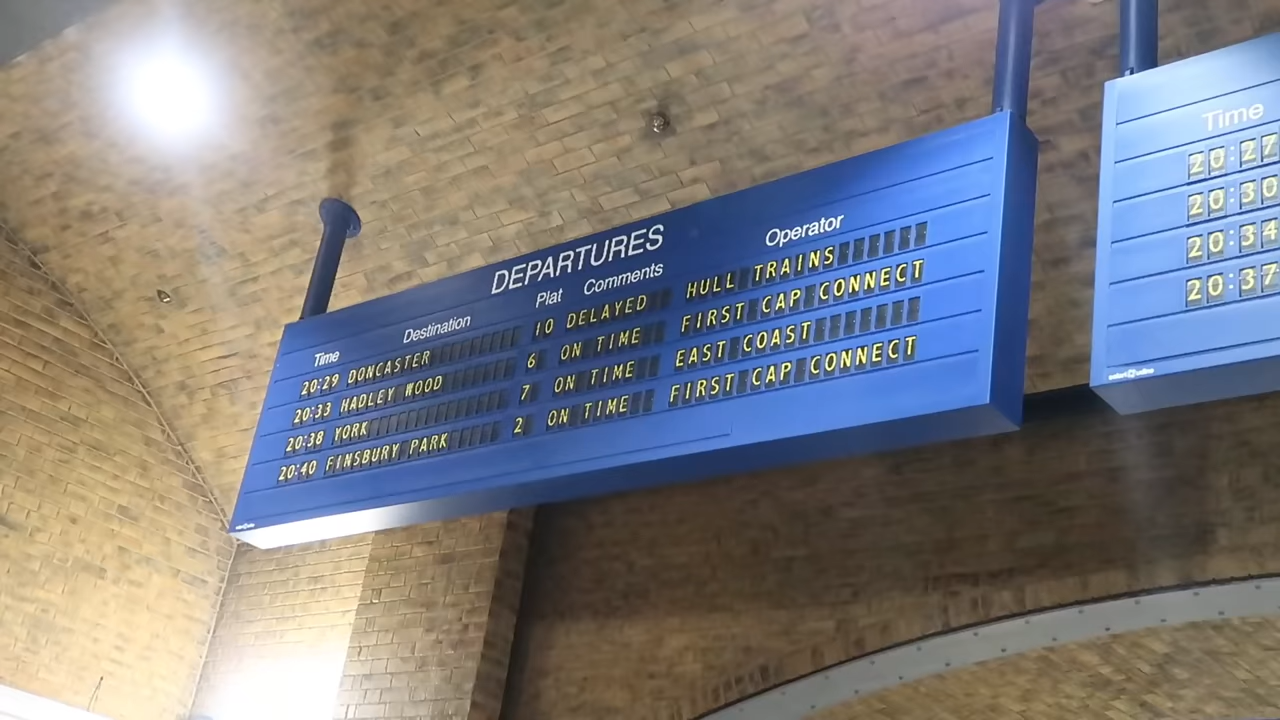 DEPARTURES
Time Destination Plat Comments Operator
20:29 DONCASTER 10 DELAYED HULL TRAINS
20:33 HADLEY WOOD 6 ON TIME FIRST CAP CONNECT
20:38 YORK 7 ON TIME EAST COAST
20:40 FINSBURY PARK 2 ON TIME FIRST CAP CONNECT
Time
20:27
20:30
20:34
20:37